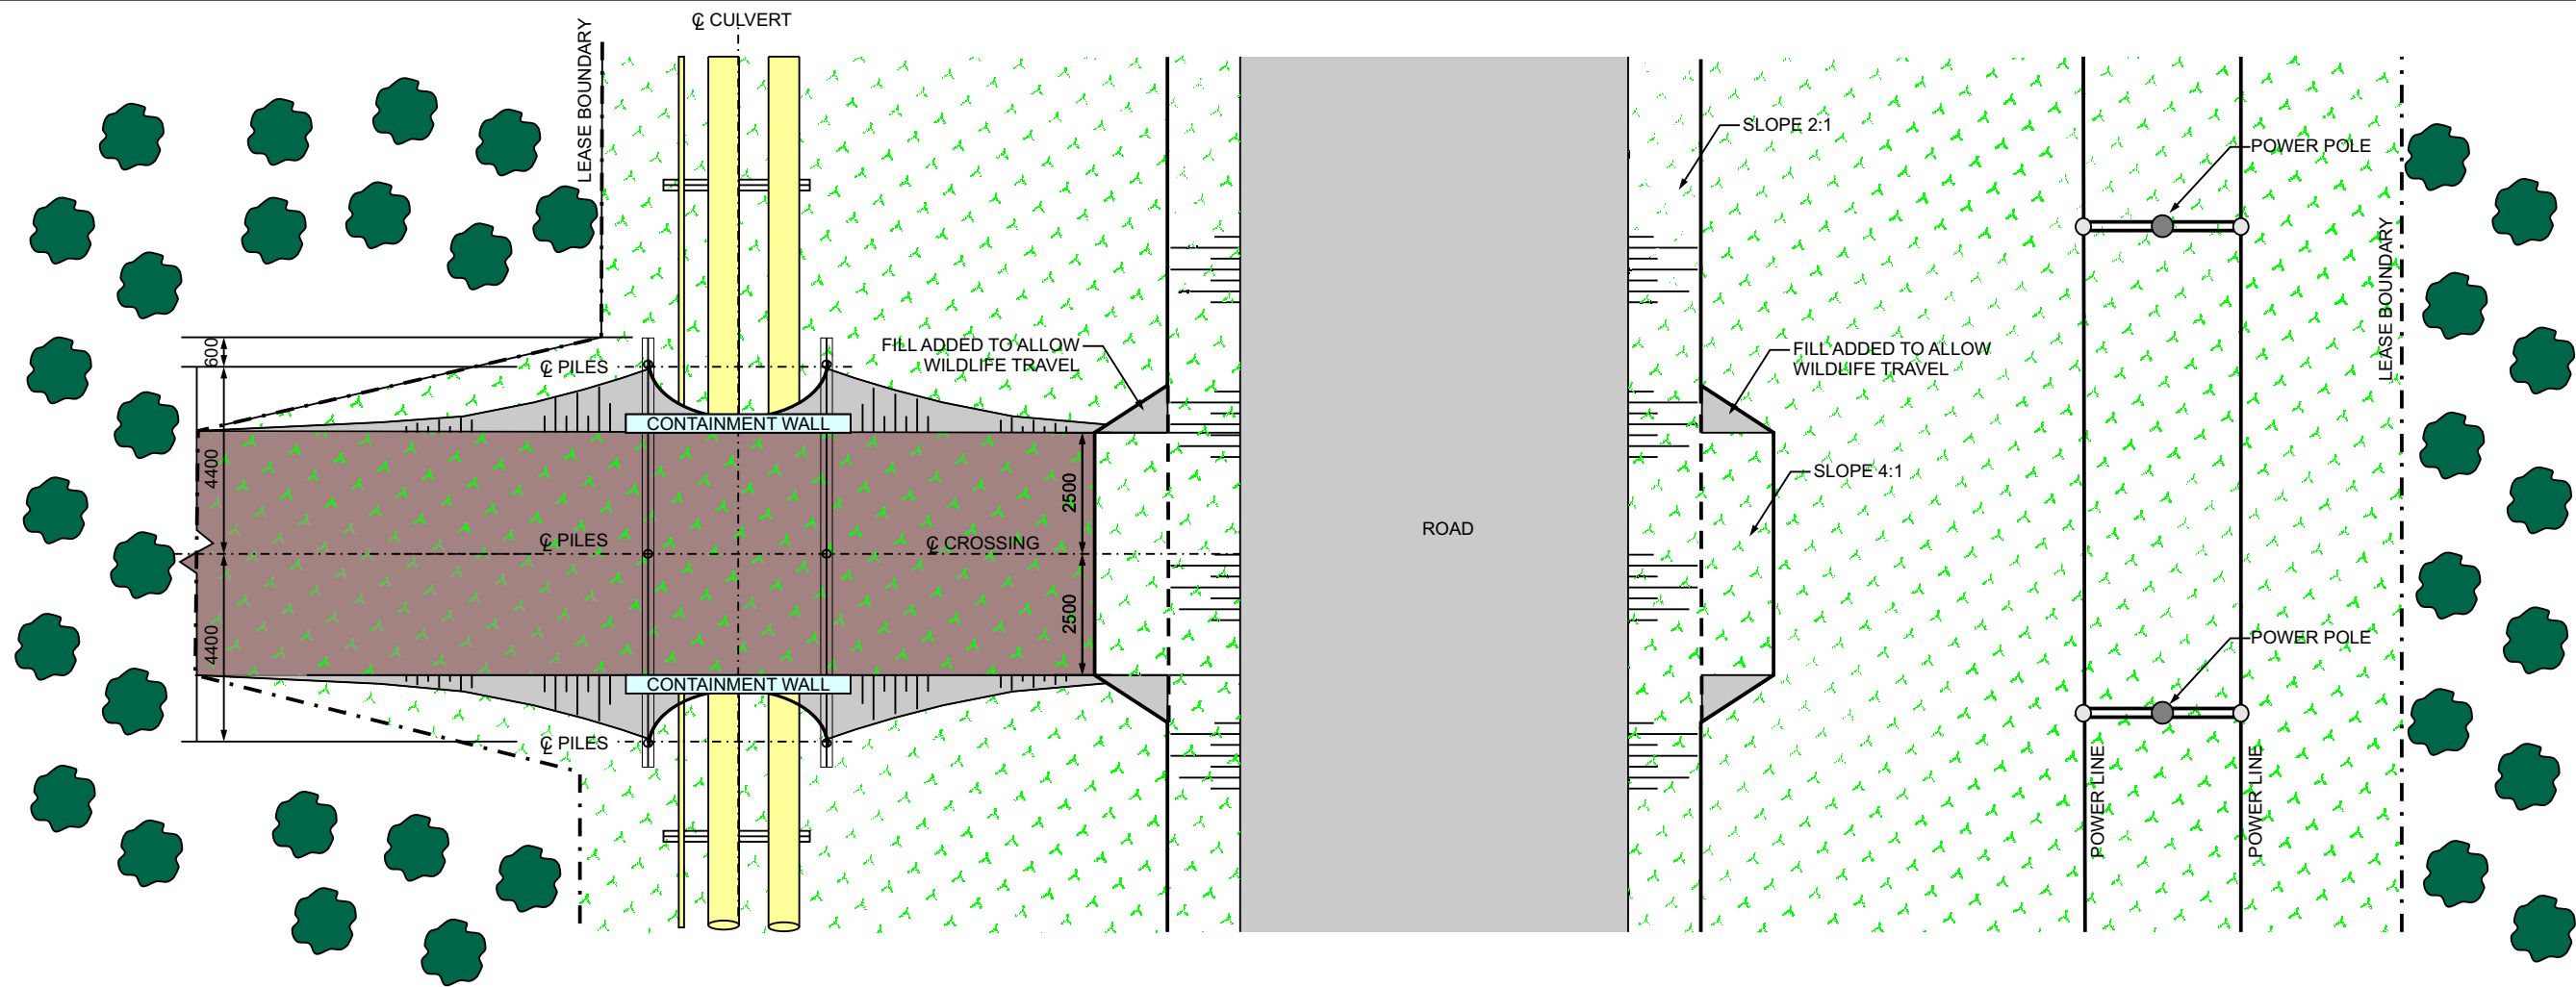 ℄ CULVERT
LEASE BOUNDARY
SLOPE 2:1
POWER POLE
LEASE BOUNDARY
600
℄ PILES
FILL ADDED TO ALLOW
WILDLIFE TRAVEL
FILL ADDED TO ALLOW
WILDLIFE TRAVEL
CONTAINMENT WALL
4400
2500
SLOPE 4:1
℄ PILES
℄ CROSSING
ROAD
4400
2500
POWER POLE
CONTAINMENT WALL
℄ PILES
POWER LINE
POWER LINE